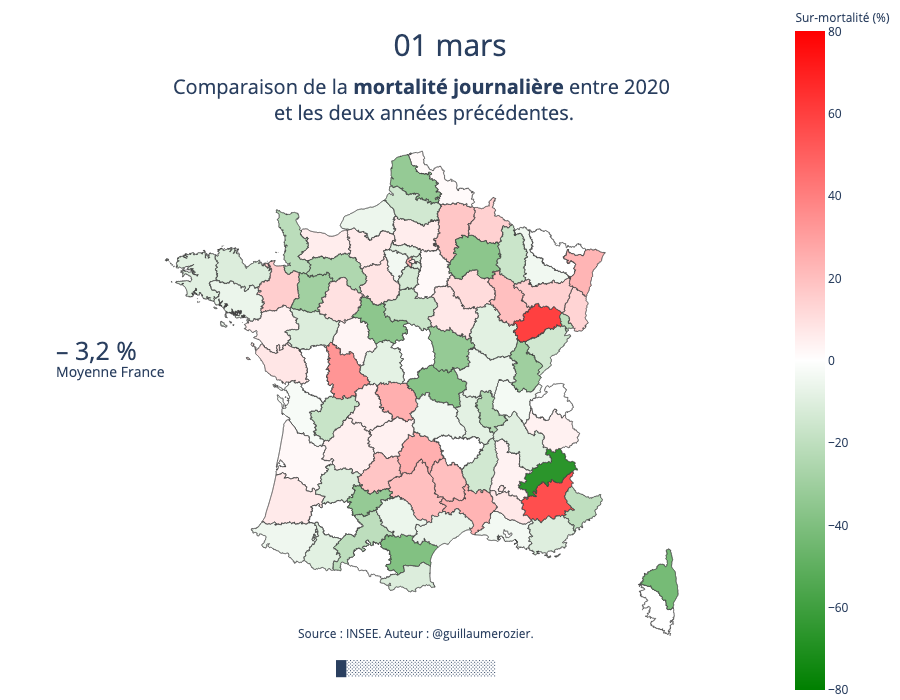 01 mars
Comparaison de la mortalité journalière entre 2020
et les deux années précédentes.
Sur-mortalité (%)
80
60
40
20
0
−20
−40
−60
−80
– 3,2 %
Moyenne France
Source : INSEE. Auteur : @guillaumerozier.